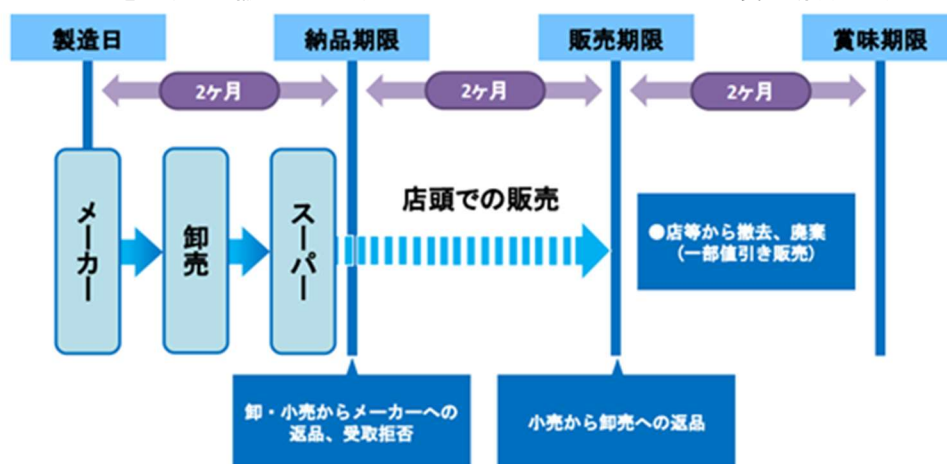 製造日
納品期限
販売期限
賞味期限
2ヶ月
2ヶ月
2ヶ月
メーカー
卸売
スーパー
店頭での販売
●店等から撤去、廃棄
(一部値引き販売)
卸・小売からメーカーへの
返品、受取拒否
小売から卸売への返品